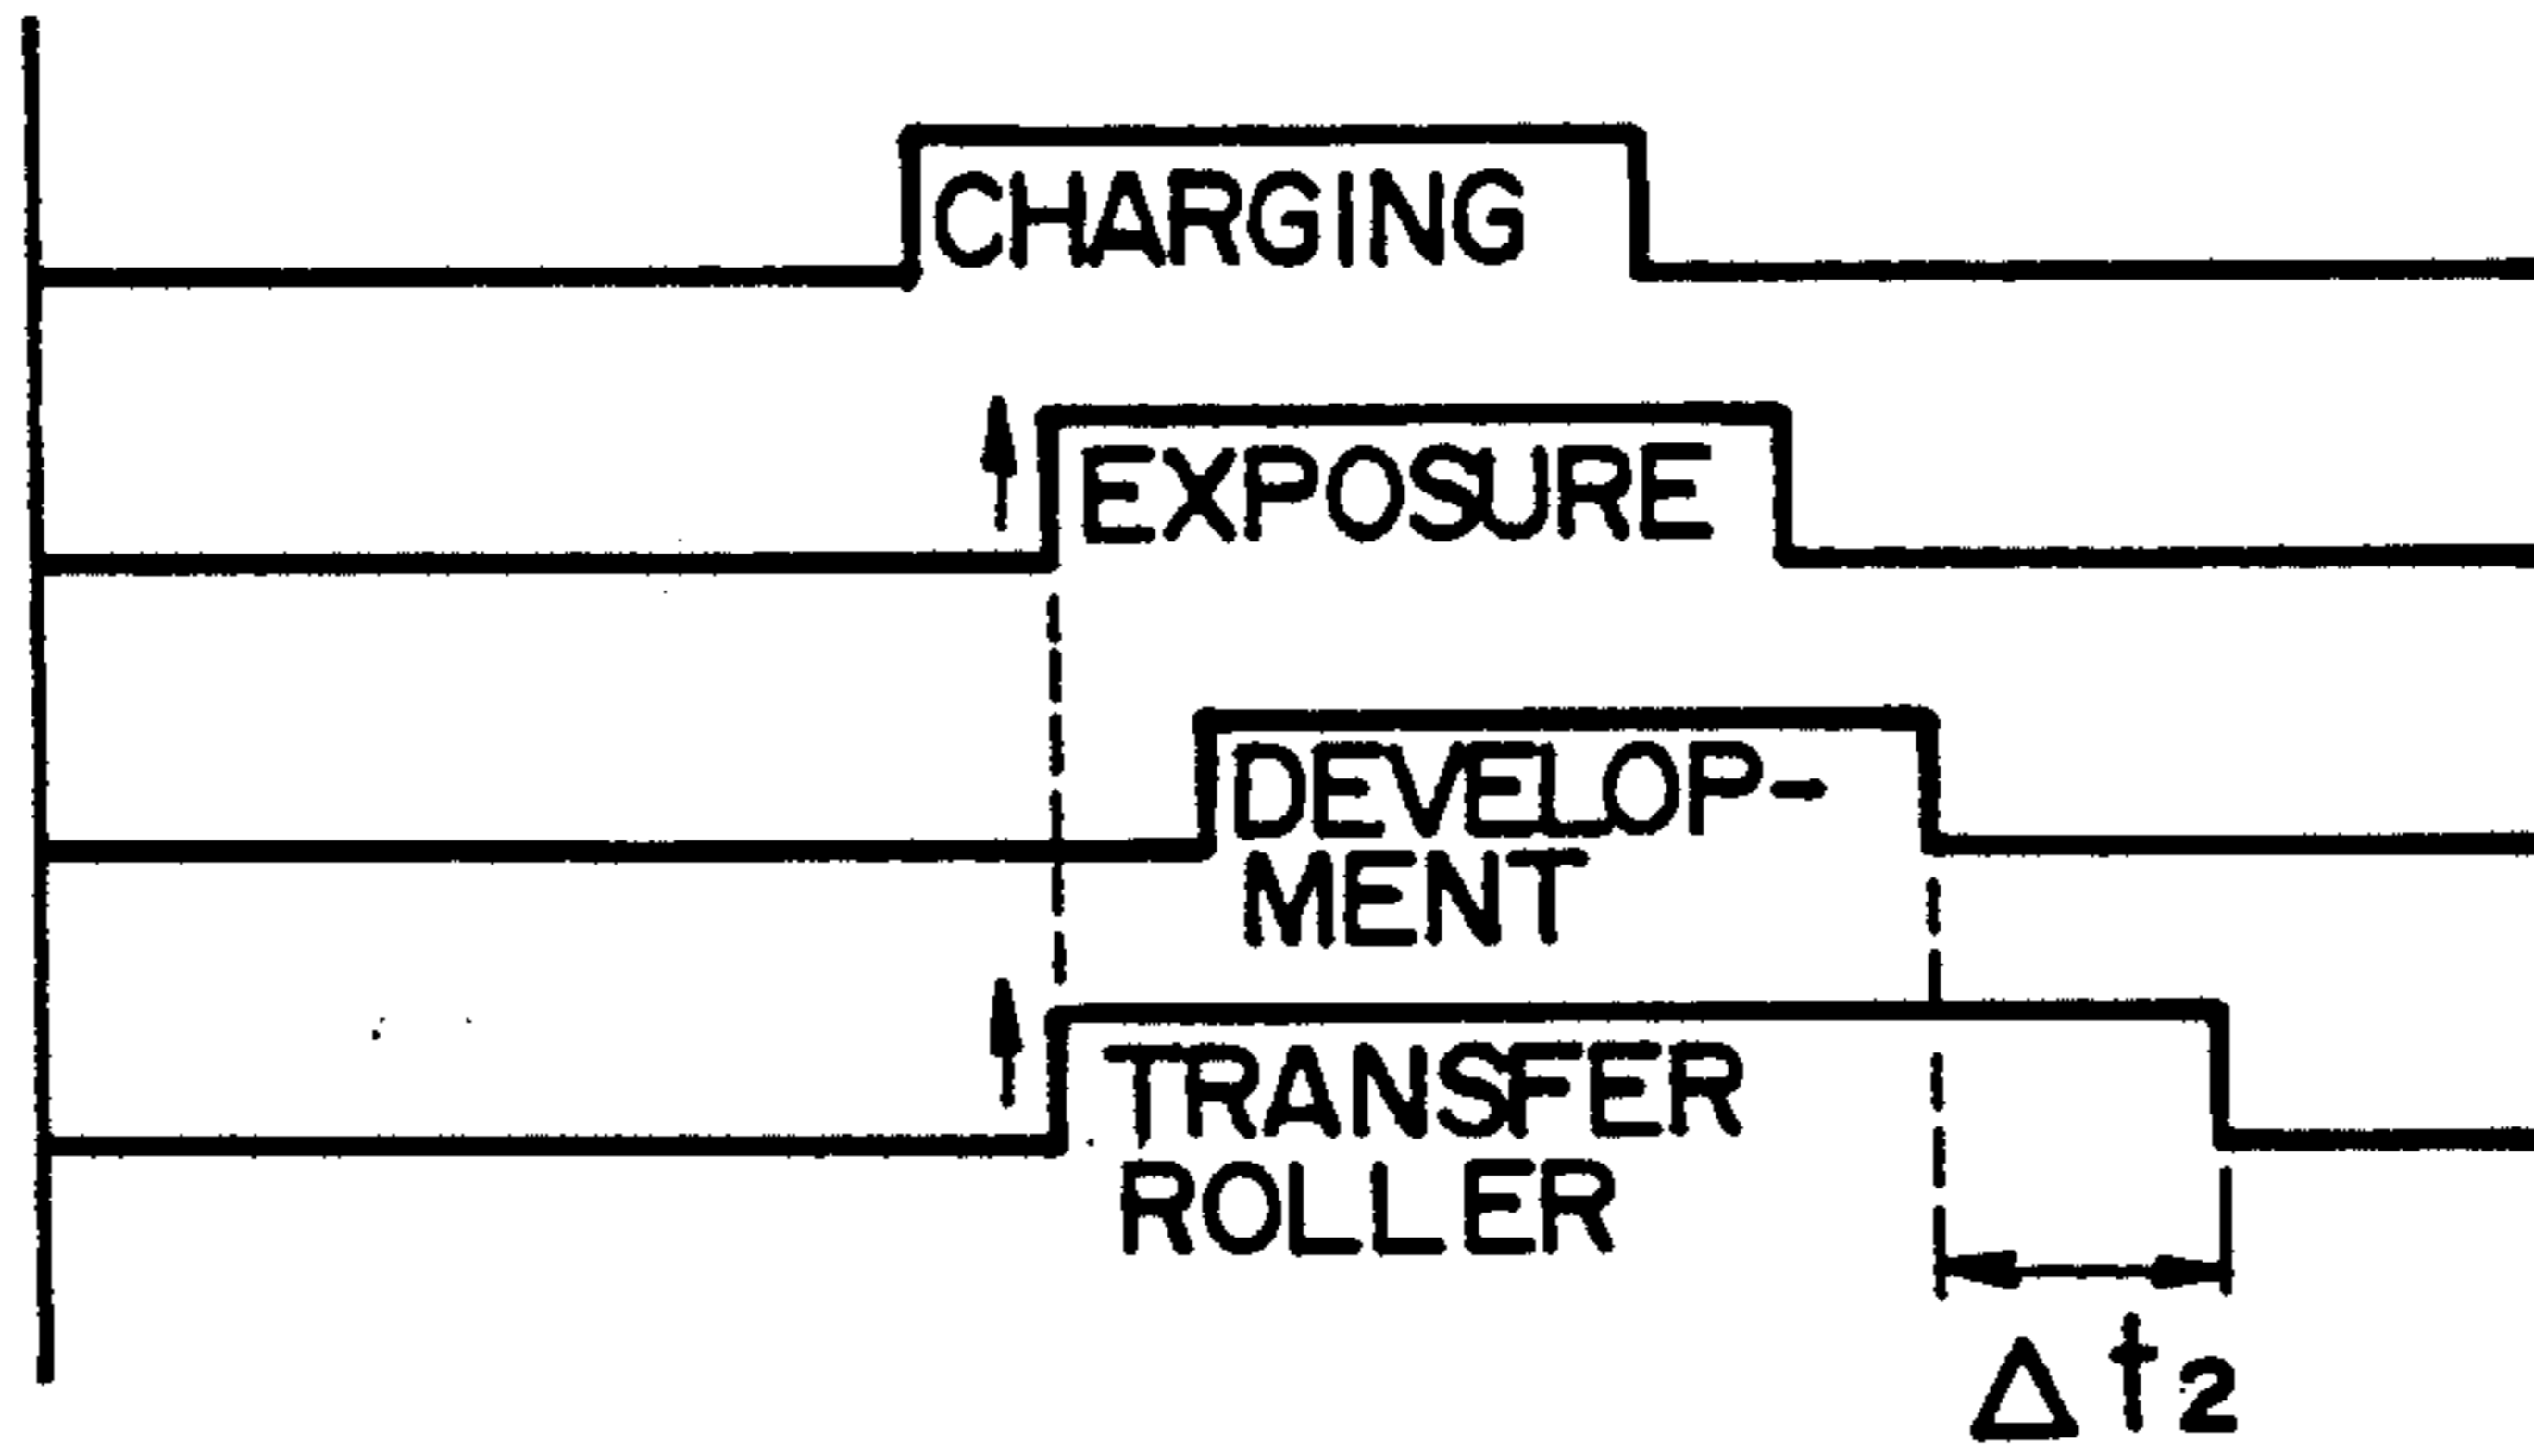 CHARGING
EXPOSURE
DEVELOP-
MENT
TRANSFER
ROLLER
Δt2